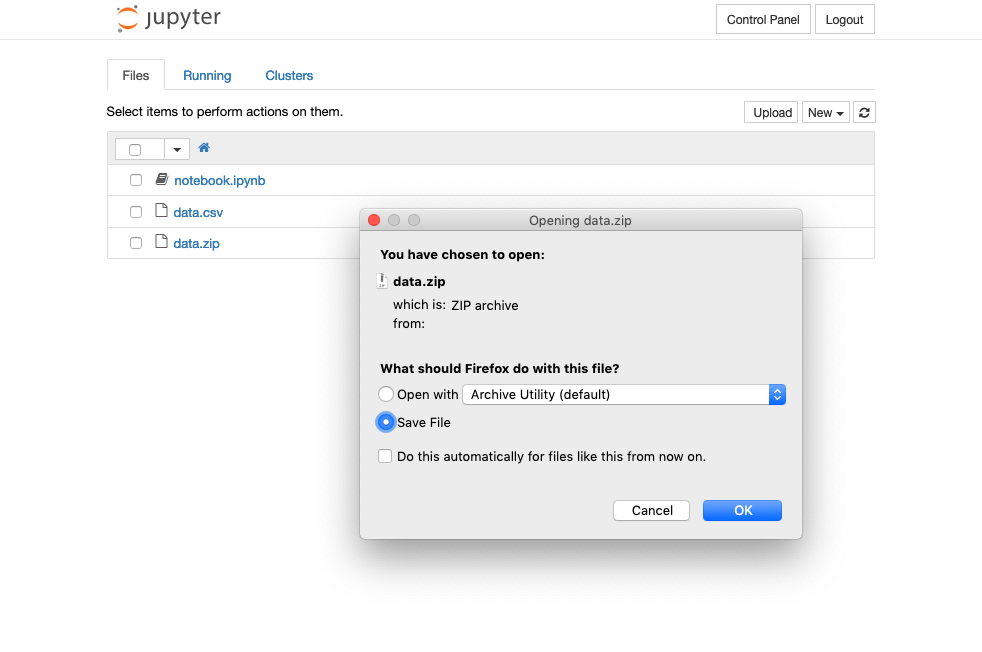 jupyter
Control Panel Logout
Files Running Clusters
Select items to perform actions on them.
Upload New
notebook.ipynb
data.csv
data.zip
Opening data.zip
You have chosen to open:
data.zip
which is: ZIP archive
from:
What should Firefox do with this file?
Open with Archive Utility (default)
Save File
Do this automatically for files like this from now on.
Cancel OK